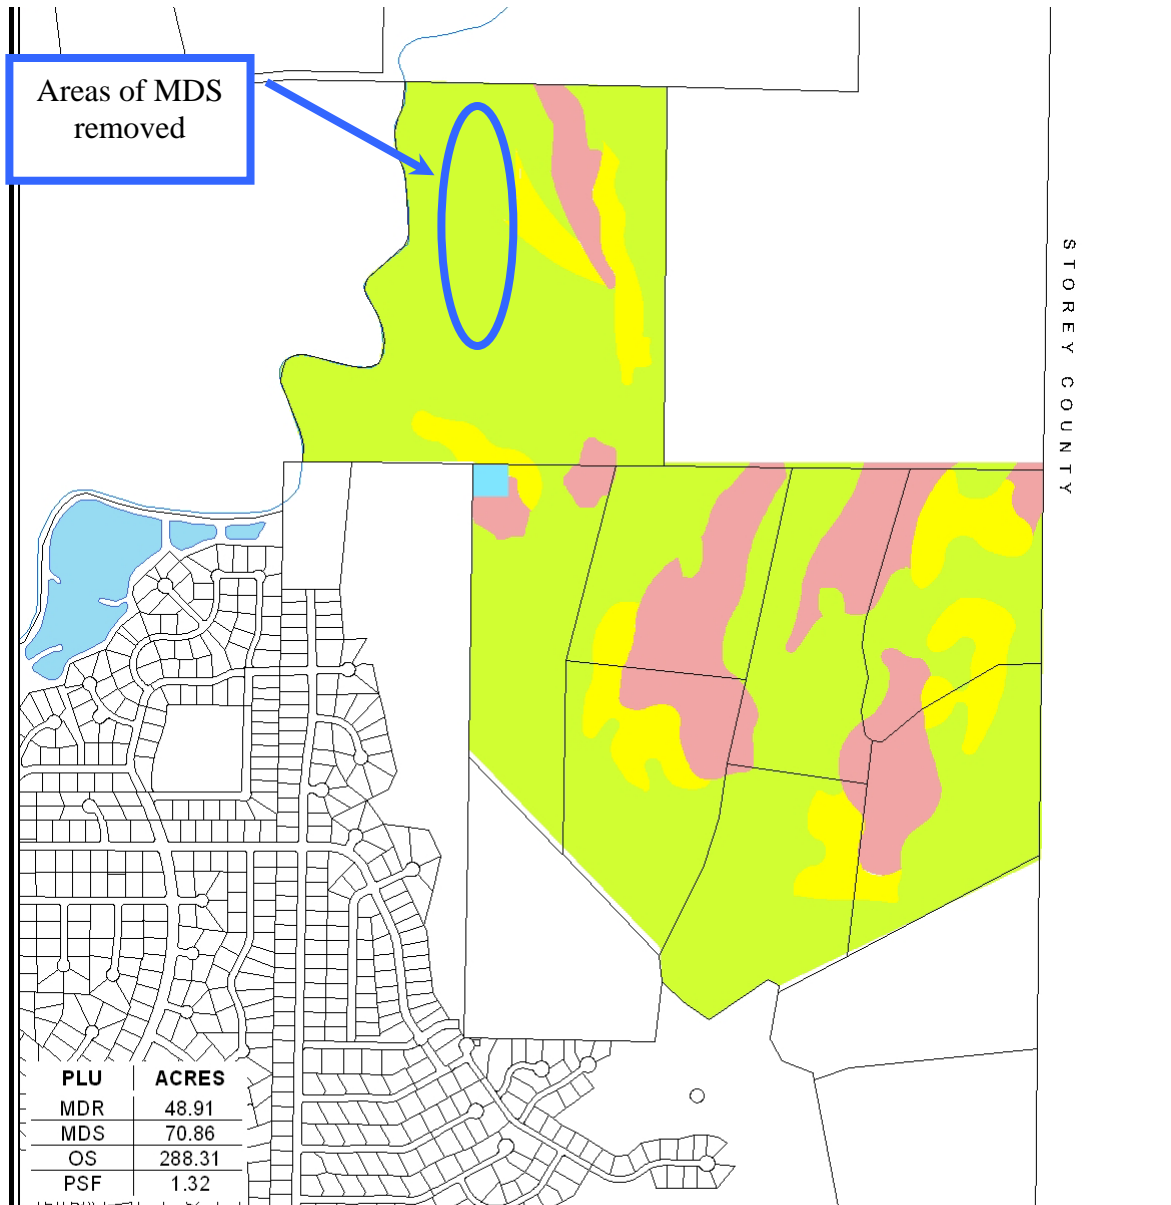 Areas of MDS
removed
STOREY COUNTY
PLU ACRES
MDR 48.91
MDS 70.86
OS 288.31
PSF 1.32